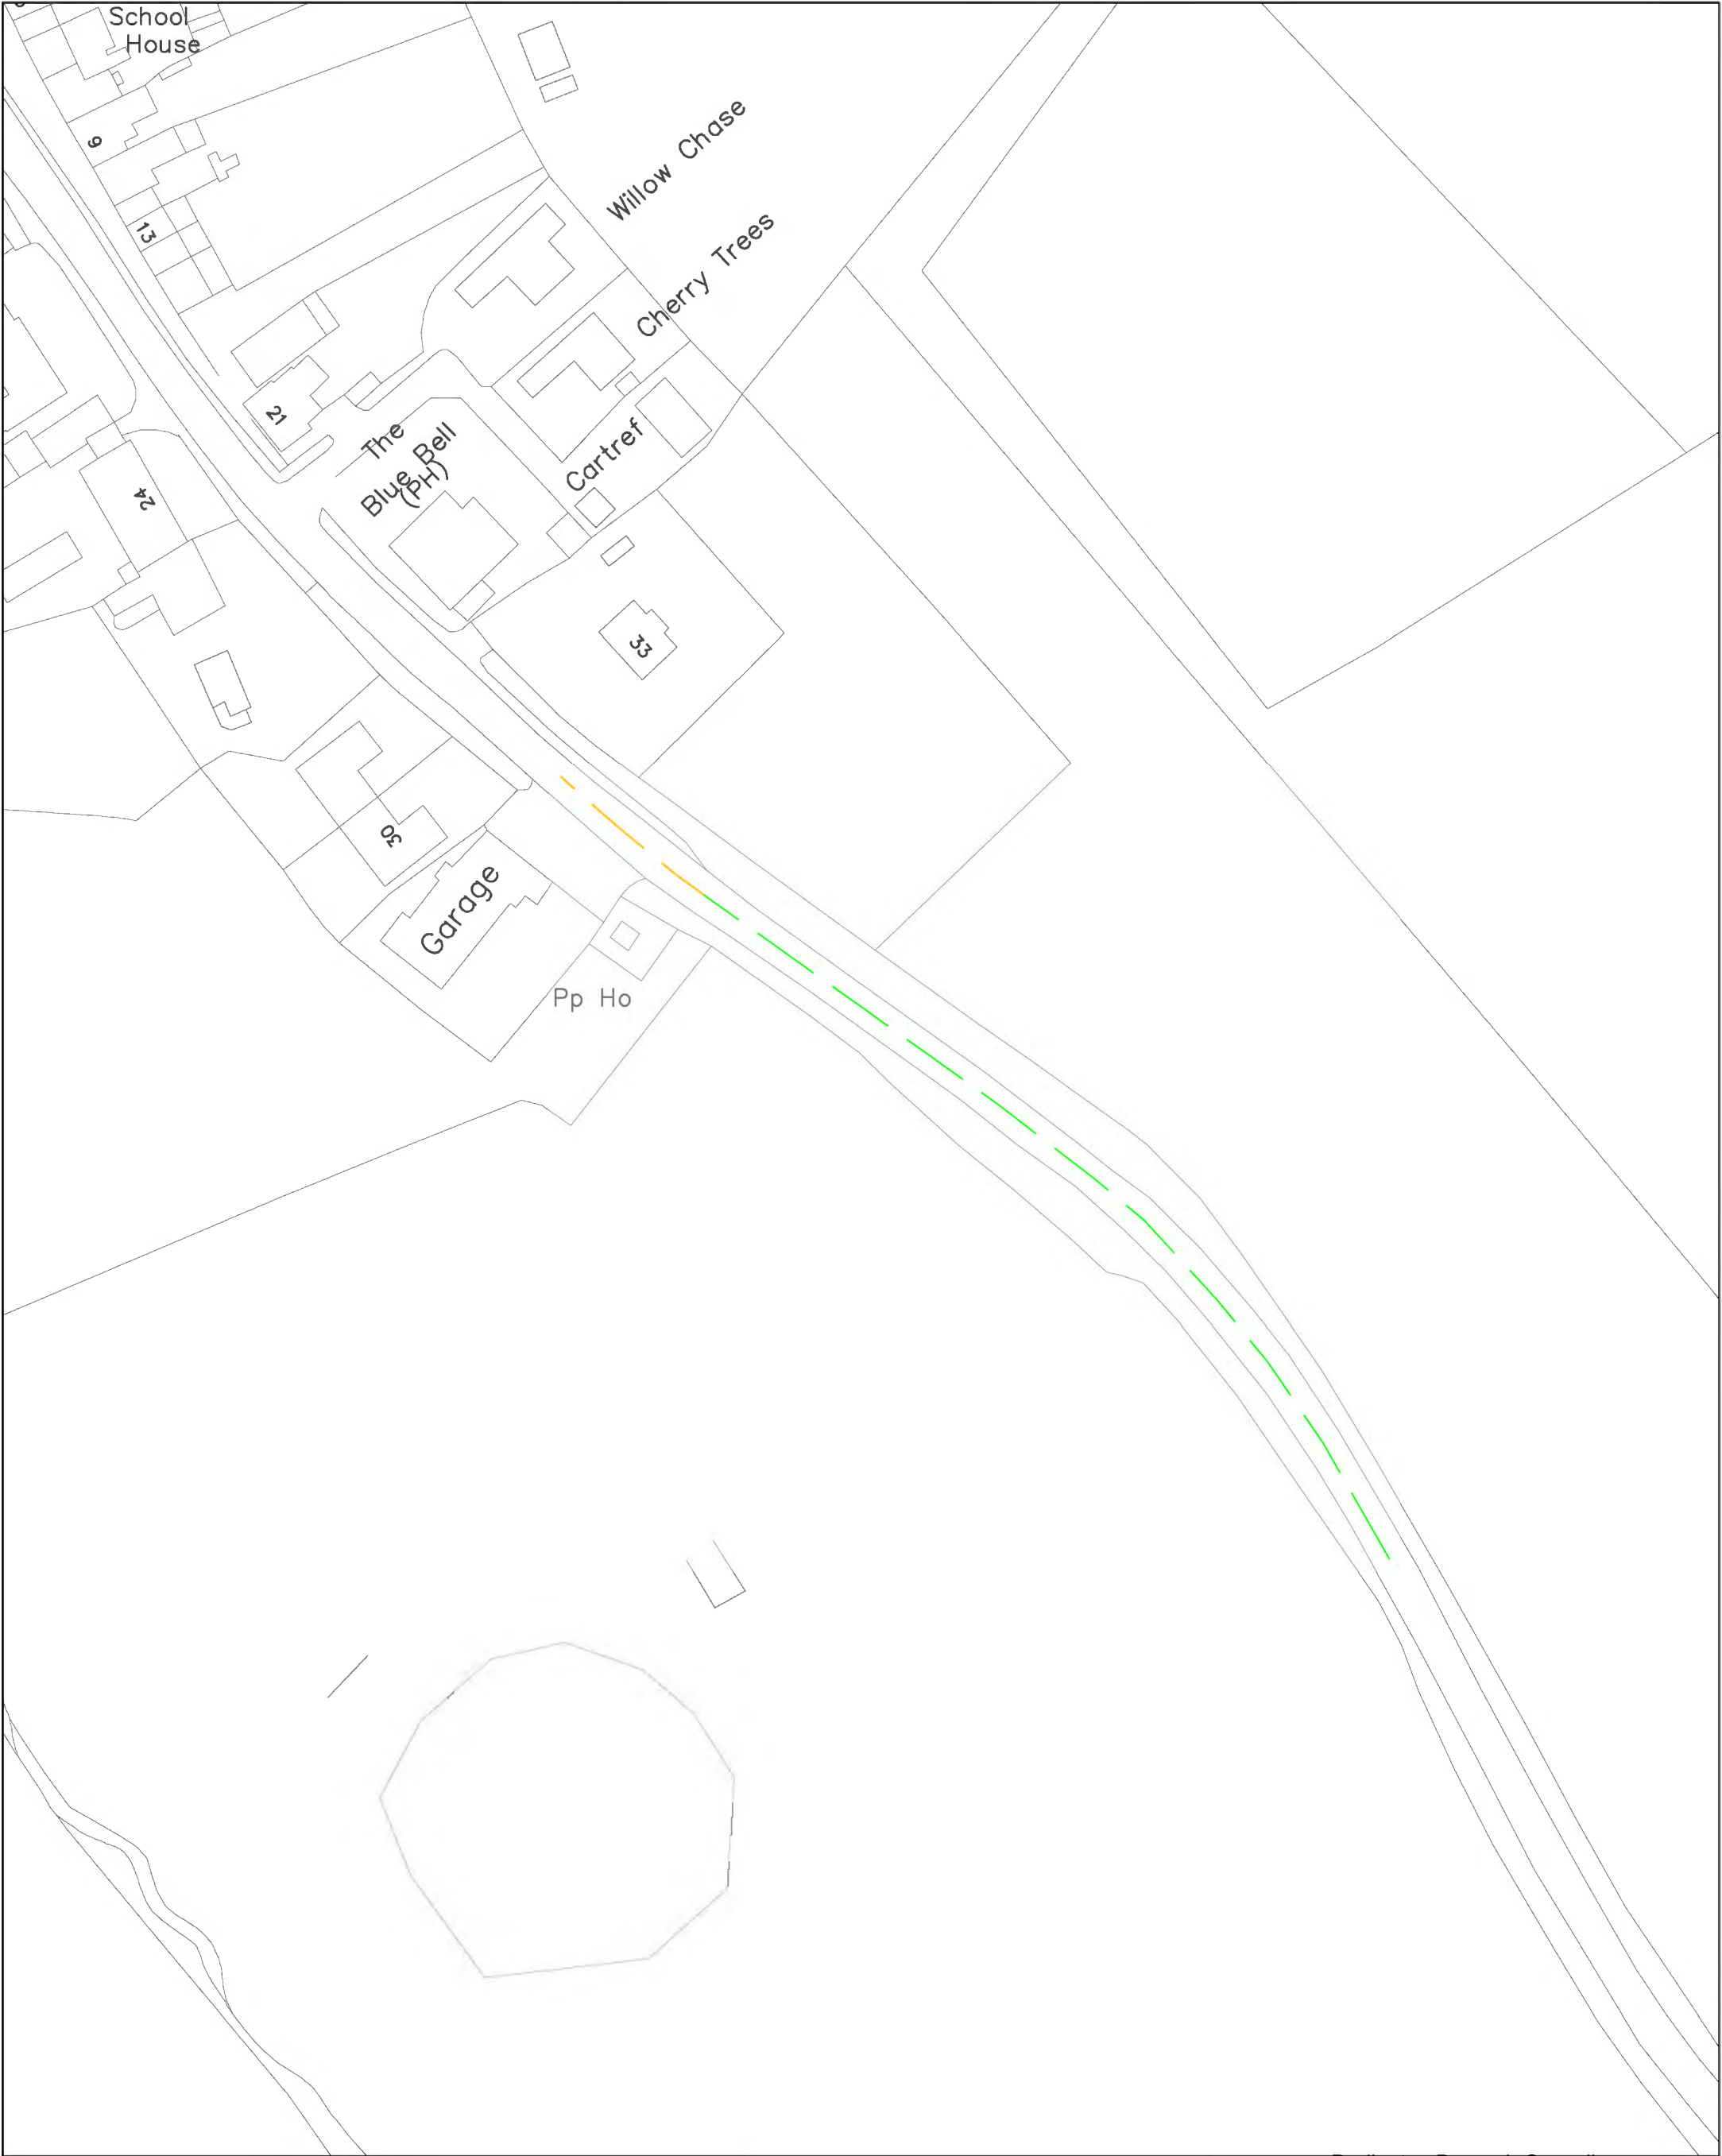 School
House
9
13
Willow Chase
Cherry Trees
21
The
Blue Bell
(PH)
Cartref
24
33
30
Garage
Pp Ho